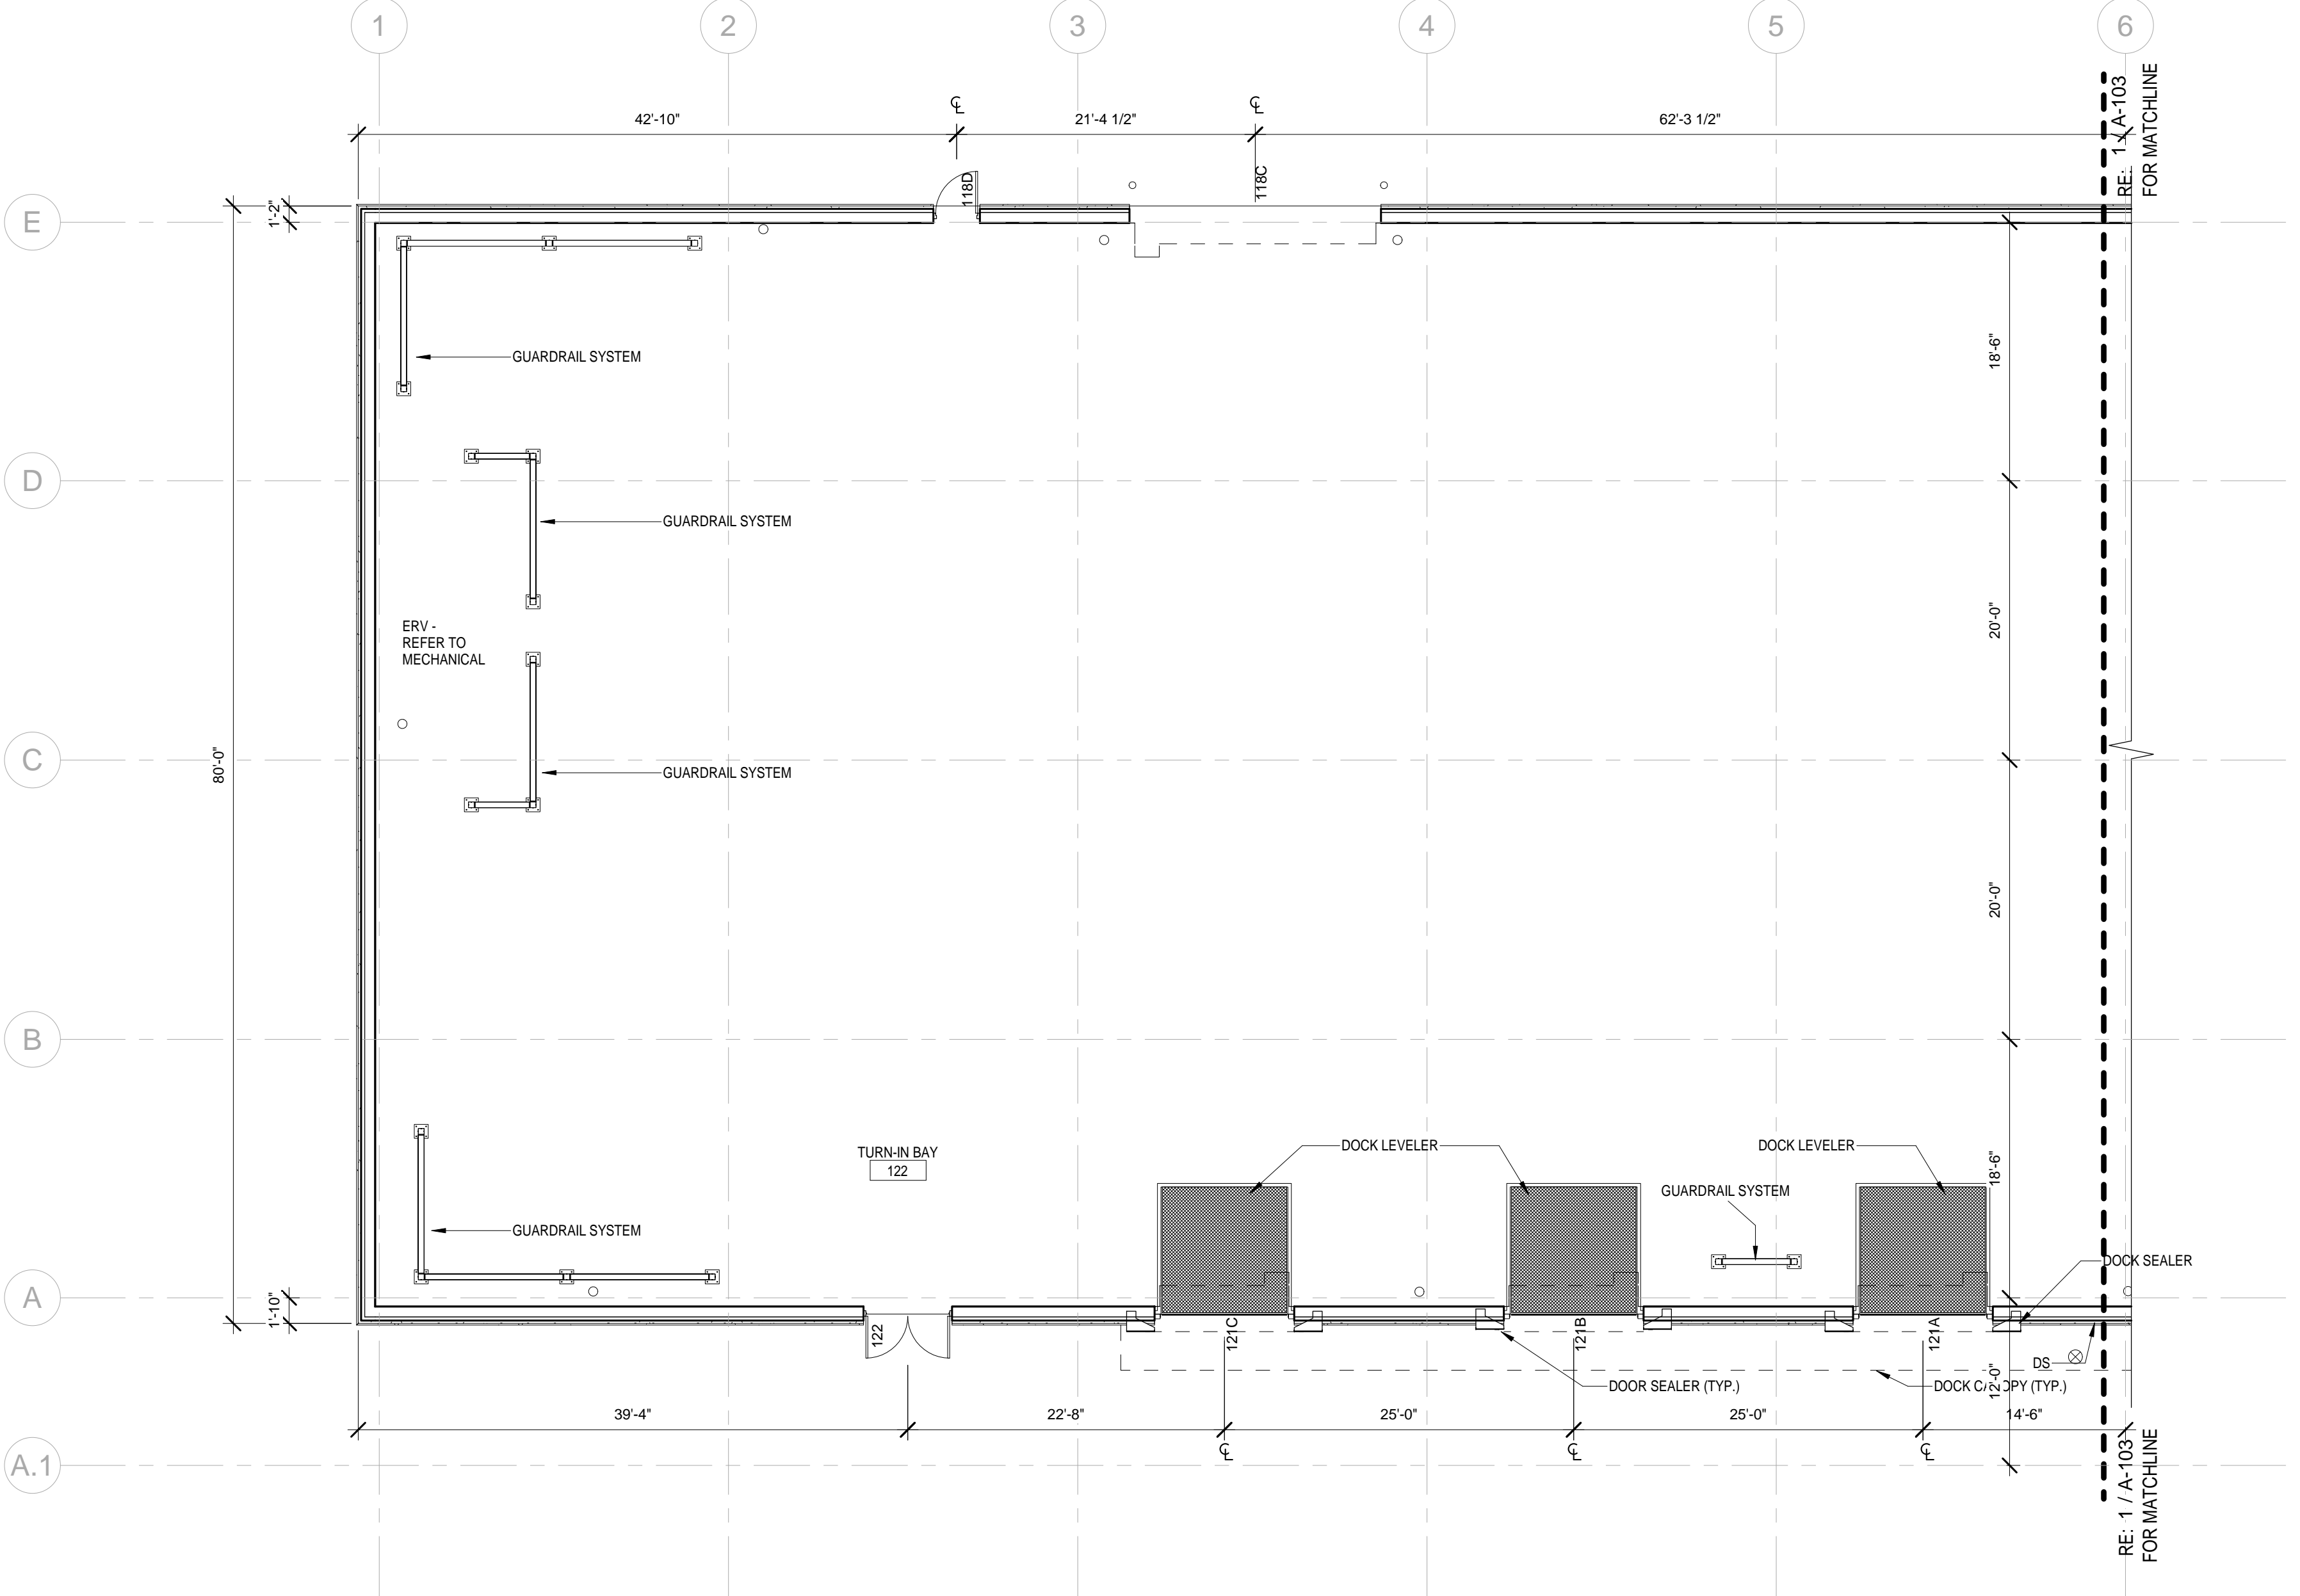 1
2
3
4
5
6
RE: 1 / A-103
FOR MATCHLINE
℄
℄
42'-10"
21'-4 1/2"
62'-3 1/2"
118D
118C
E
1'-2"
18'-6"
GUARDRAIL SYSTEM
D
GUARDRAIL SYSTEM
20'-0"
ERV -
REFER TO
MECHANICAL
C
80'-0"
GUARDRAIL SYSTEM
20'-0"
B
TURN-IN BAY
122
DOCK LEVELER
DOCK LEVELER
18'-6"
GUARDRAIL SYSTEM
GUARDRAIL SYSTEM
DOCK SEALER
A
1'-10"
122
121C
121B
121A
DS
DOOR SEALER (TYP.)
DOCK CANOPY (TYP.)
12'-0"
39'-4"
22'-8"
25'-0"
25'-0"
14'-6"
℄
℄
℄
A.1
RE: 1 / A-103
FOR MATCHLINE